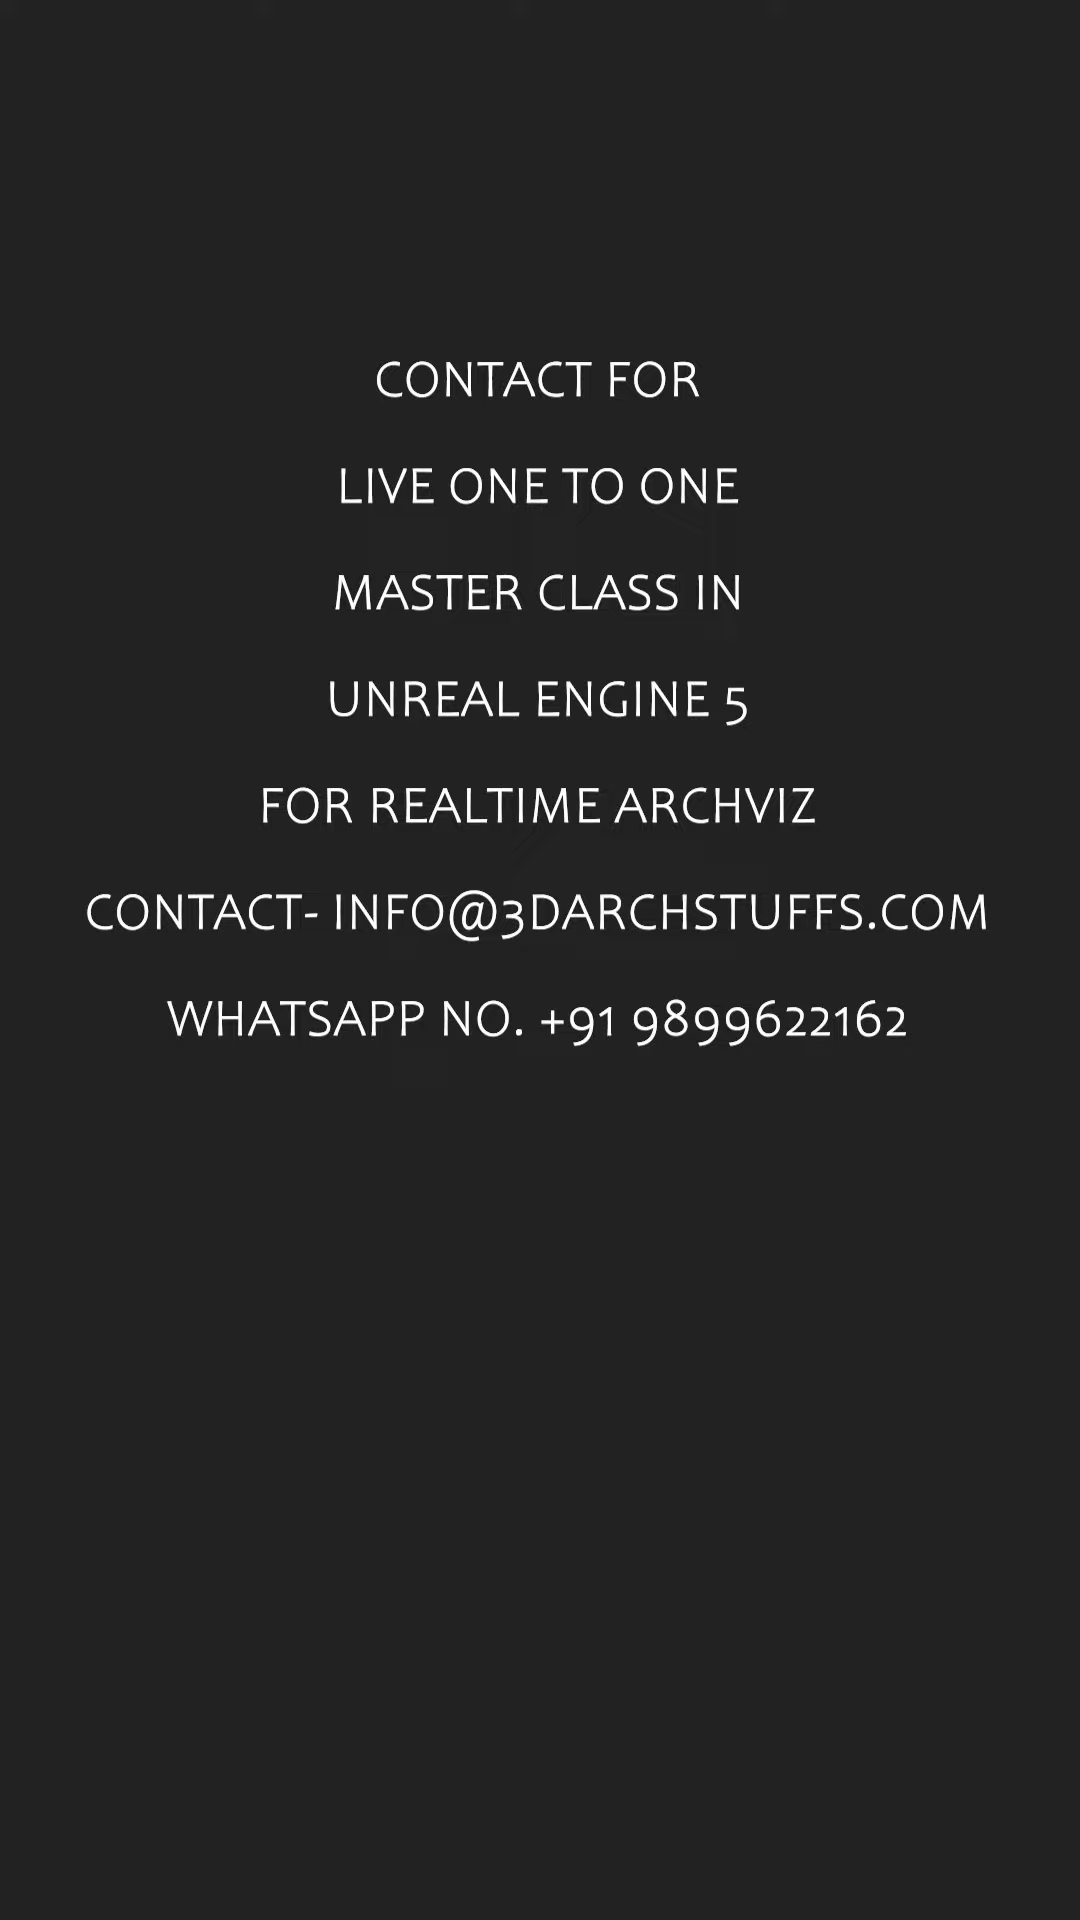 CONTACT FOR
LIVE ONE TO ONE
MASTER CLASS IN
UNREAL ENGINE 5
FOR REALTIME ARCHVIZ
CONTACT- INFO@3DARCHSTUFFS.COM
WHATSAPP NO. +91 9899622162